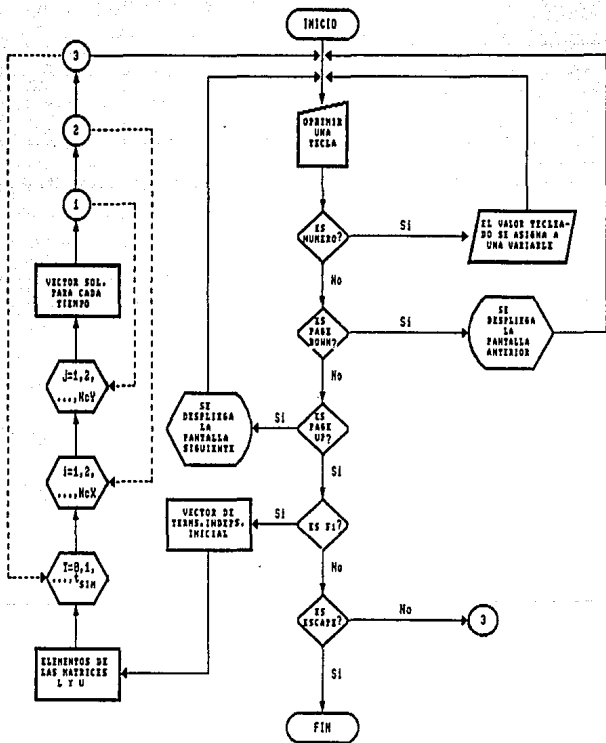 INICIO
3
OPRIMIR
UNA
TECLA
2
1
ES
NUMERO?
Si
EL VALOR TECLEA-
DO SE ASIGNA A
UNA VARIABLE
No
VECTOR SOL.
PARA CADA
TIEMPO
ES
PAGE
DOWN?
Si
SE
DESPLIEGA
LA
PANTALLA
ANTERIOR
No
j=1,2,
...,NcY
SE
DESPLIEGA
LA
PANTALLA
SIGUIENTE
Si
ES
PAGE
UP?
Si
i=1,2,
...,NcX
VECTOR DE
TERMS.INDEPS.
INICIAL
Si
ES F1?
No
T=0,1,
...,tSIM
ES
ESCAPE?
No
3
ELEMENTOS DE
LAS MATRICES
L Y U
Si
FIN